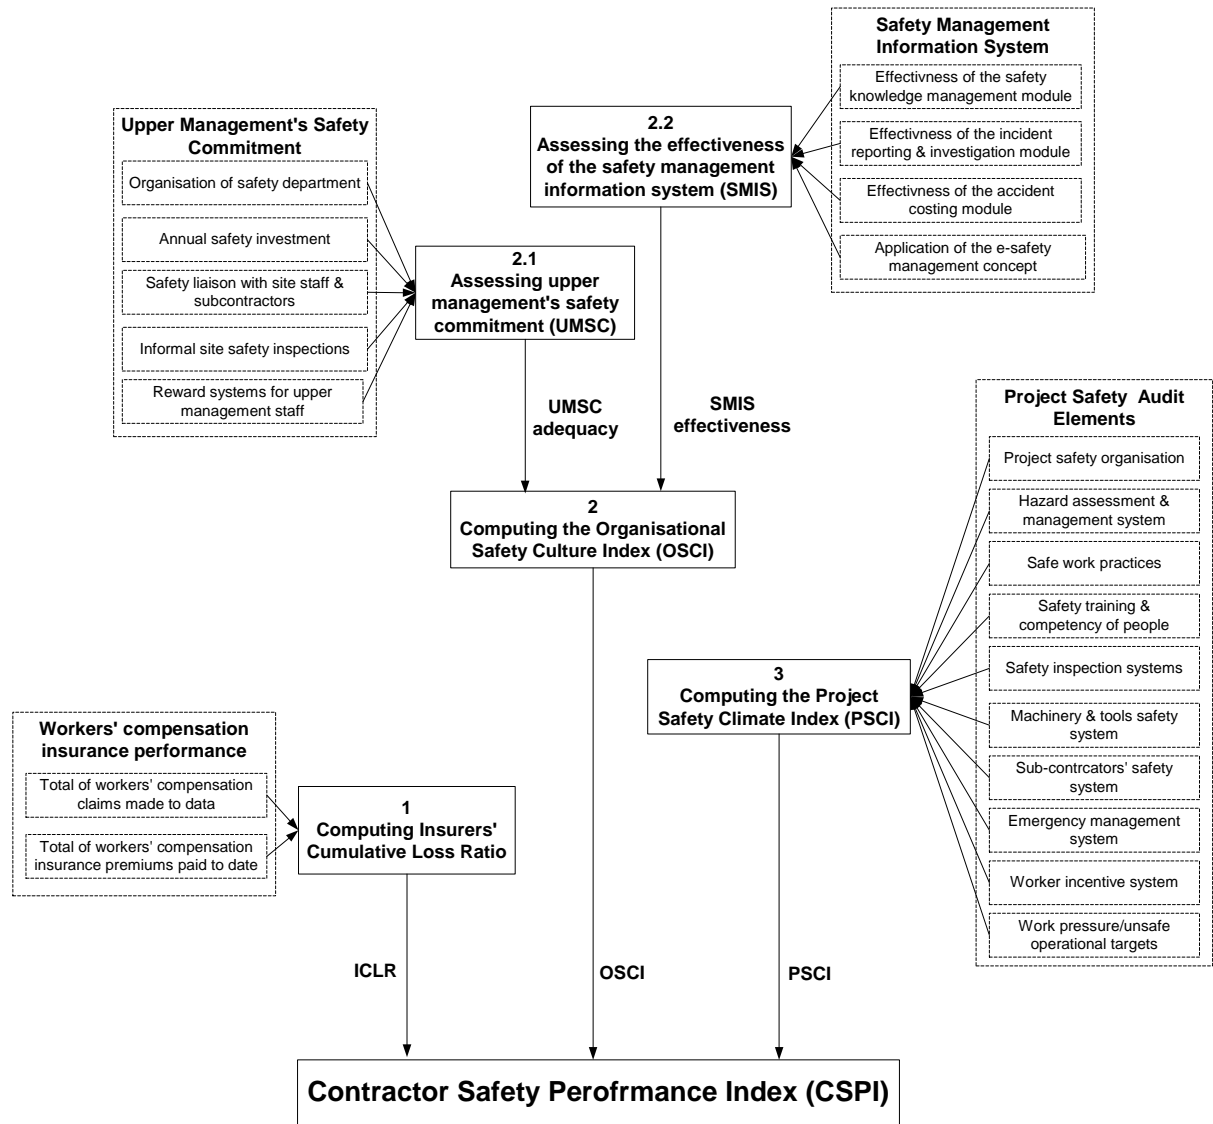 Safety Management
Information System
Effectivness of the safety
knowledge management module
Effectivness of the incident
reporting & investigation module
Effectivness of the accident
costing module
Application of the e-safety
management concept
2.2
Assessing the effectiveness
of the safety management
information system (SMIS)
Upper Management's Safety
Commitment
Organisation of safety department
Annual safety investment
Safety liaison with site staff &
subcontractors
Informal site safety inspections
Reward systems for upper
management staff
2.1
Assessing upper
management's safety
commitment (UMSC)
UMSC
adequacy
SMIS
effectiveness
2
Computing the Organisational
Safety Culture Index (OSCI)
Project Safety Audit
Elements
Project safety organisation
Hazard assessment &
management system
Safe work practices
Safety training &
competency of people
Safety inspection systems
Machinery & tools safety
system
Sub-contrcators' safety
system
Emergency management
system
Worker incentive system
Work pressure/unsafe
operational targets
3
Computing the Project
Safety Climate Index (PSCI)
Workers' compensation
insurance performance
Total of workers' compensation
claims made to data
Total of workers' compensation
insurance premiums paid to date
1
Computing Insurers'
Cumulative Loss Ratio
ICLR
OSCI
PSCI
Contractor Safety Perofrmance Index (CSPI)